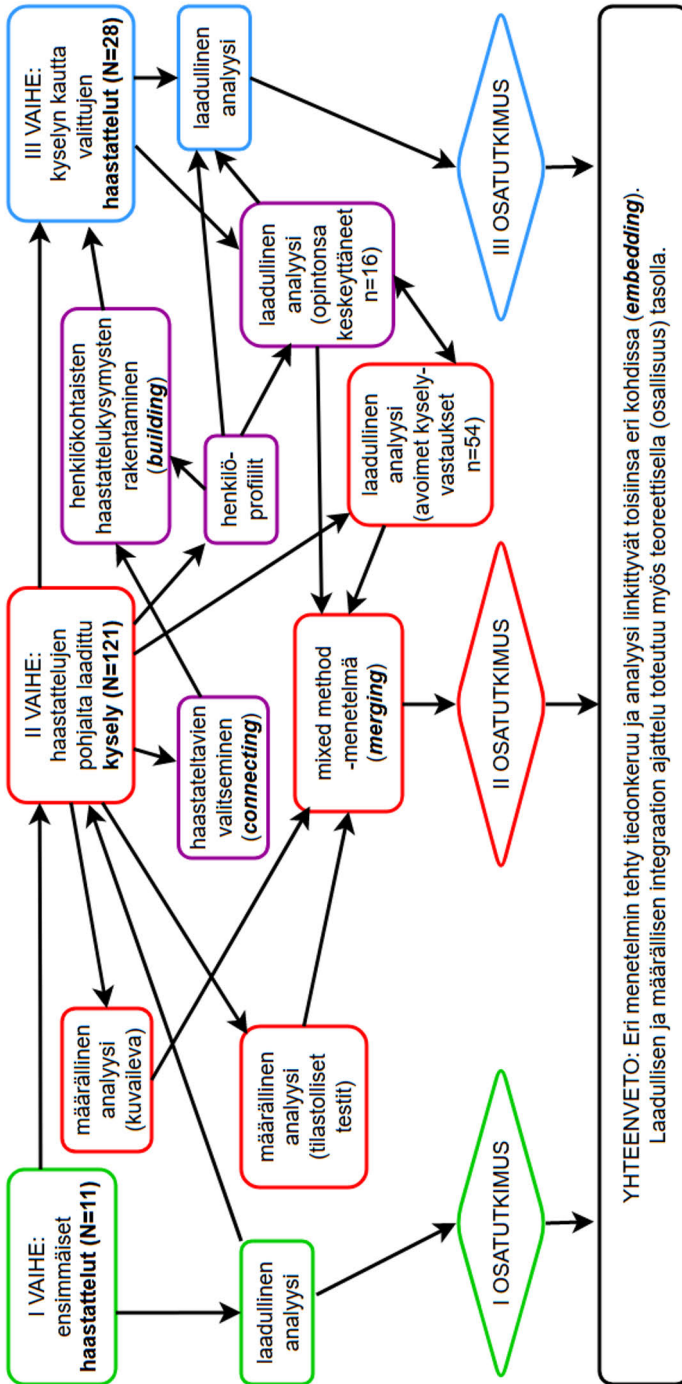 I VAIHE:
ensimmäiset
haastattelut (N=11)
II VAIHE:
haastattelujen
pohjalta laadittu
kysely (N=121)
III VAIHE:
kyselyn kautta
valittujen
haastattelut (N=28)
määrällinen
analyysi
(kuvaileva)
henkilökohtaisten
haastattelukysymysten
rakentaminen
(building)
haastateltavien
valitseminen
(connecting)
henkilö-
profiilit
laadullinen
analyysi
laadullinen
analyysi
määrällinen
analyysi
(tilastolliset
testit)
laadullinen
analyysi
(opintonsa
keskeyttäneet
n=16)
mixed method
-menetelmä
(merging)
laadullinen
analyysi
(avoimet kysely-
vastaukset
n=54)
I OSATUTKIMUS
II OSATUTKIMUS
III OSATUTKIMUS
YHTEENVETO: Eri menetelmin tehty tiedonkeruu ja analyysi linkittyvät toisiinsa eri kohdissa (embedding).
Laadullisen ja määrällisen integraation ajattelu toteutuu myös teoreettisella (osallisuus) tasolla.